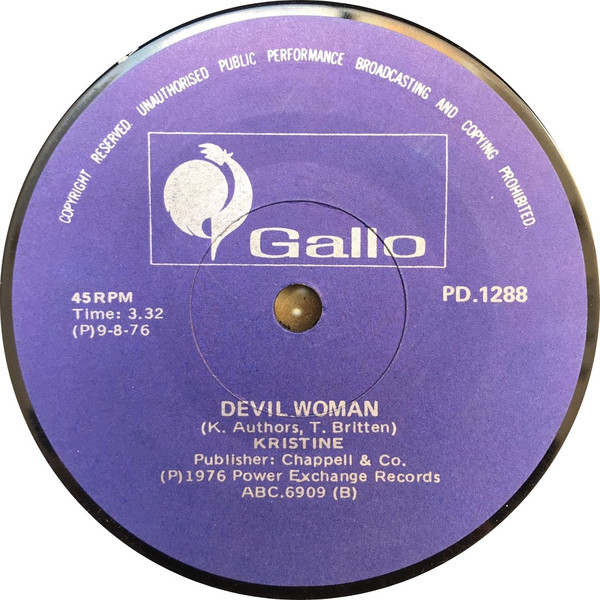 COPYRIGHT RESERVED. UNAUTHORISED PUBLIC PERFORMANCE BROADCASTING AND COPYING PROHIBITED.
Gallo
45RPM
Time: 3.32
(P)9-8-76
PD.1288
DEVIL WOMAN
(K. Authors, T. Britten)
KRISTINE
Publisher: Chappell & Co.
(P)1976 Power Exchange Records
ABC.6909 (B)